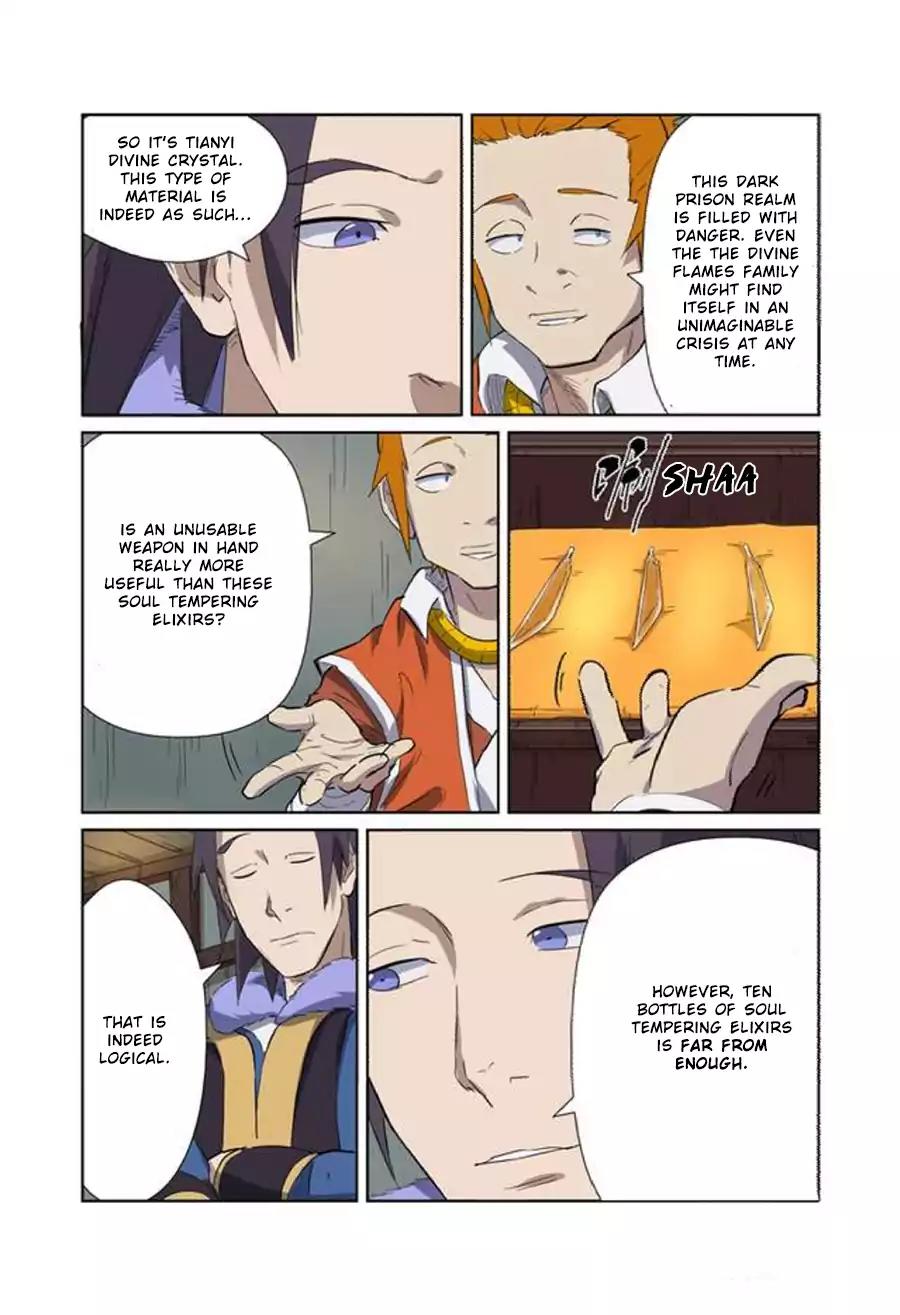 SO IT'S TIANYI
DIVINE CRYSTAL.
THIS TYPE OF
MATERIAL IS
INDEED AS SUCH...
THIS DARK
PRISON REALM
IS FILLED WITH
DANGER. EVEN
THE THE DIVINE
FLAMES FAMILY
MIGHT FIND
ITSELF IN AN
UNIMAGINABLE
CRISIS AT ANY
TIME.
IS AN UNUSABLE
WEAPON IN HAND
REALLY MORE
USEFUL THAN THESE
SOUL TEMPERING
ELIXIRS?
SHAA
THAT IS
INDEED
LOGICAL.
HOWEVER, TEN
BOTTLES OF SOUL
TEMPERING ELIXIRS
IS FAR FROM
ENOUGH.